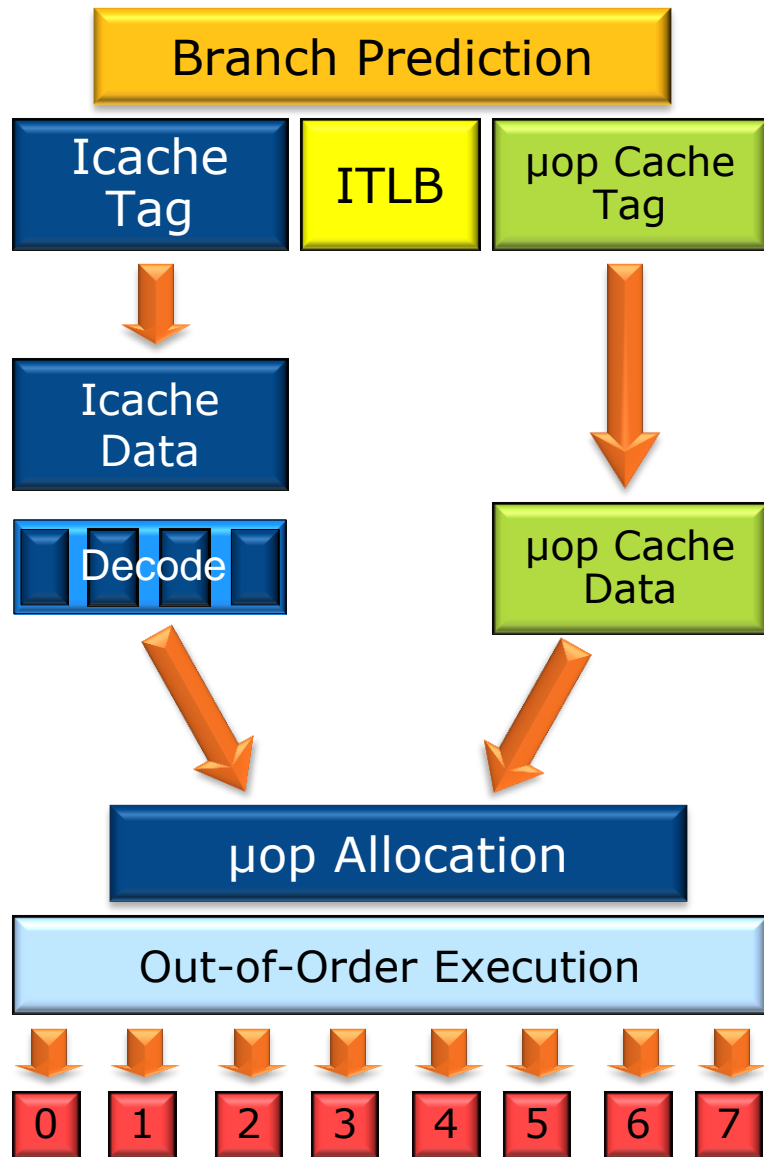 Branch Prediction
Icache
Tag
ITLB
μop Cache
Tag
Icache
Data
Decode
μop Cache
Data
μop Allocation
Out-of-Order Execution
0 1 2 3 4 5 6 7